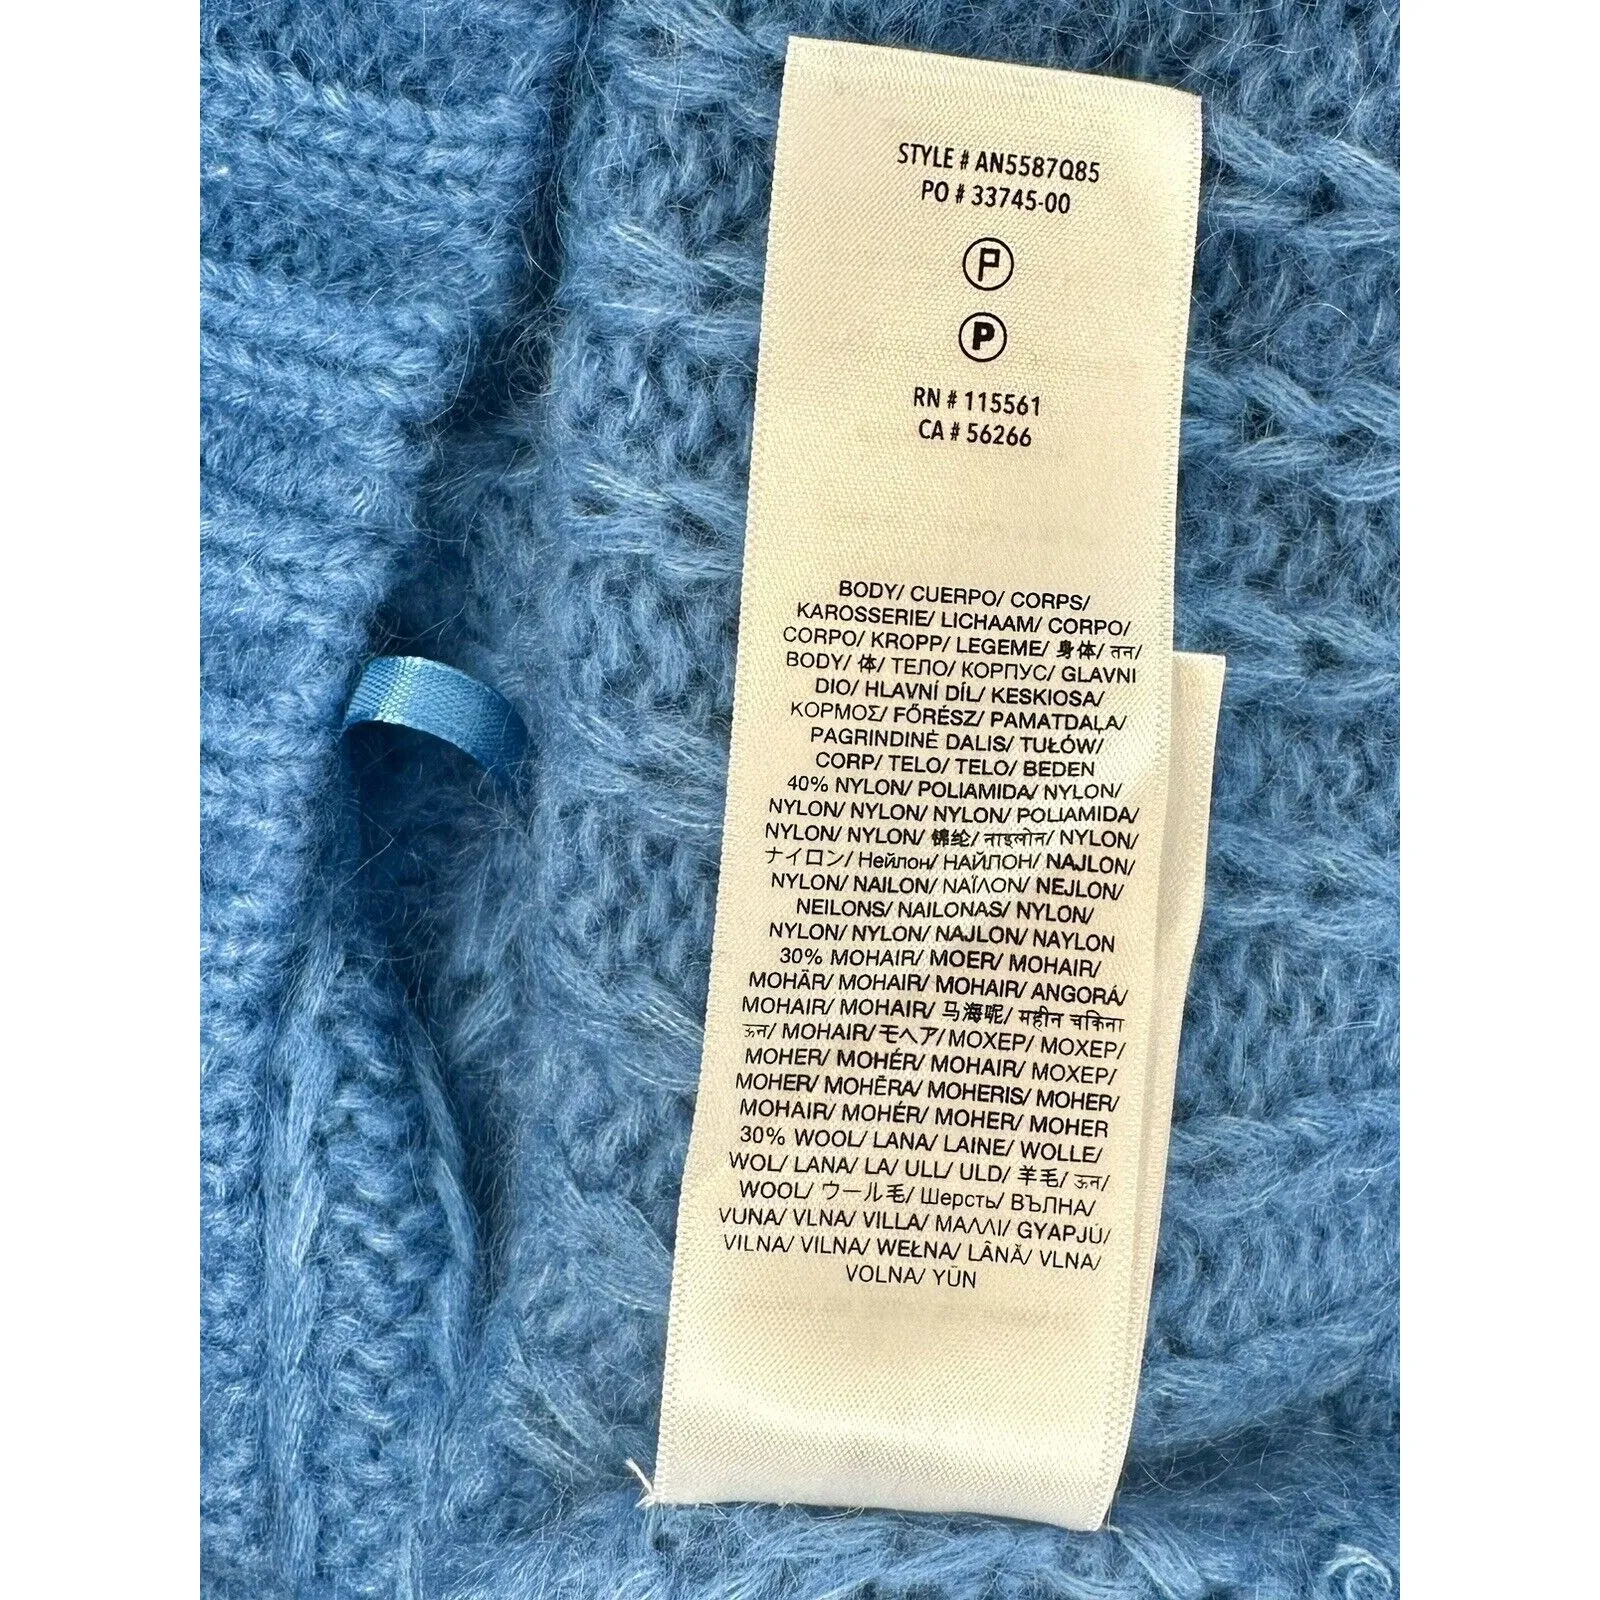 STYLE # AN5587Q85
PO # 33745-00
P
P
RN # 115561
CA # 56266
BODY/ CUERPO/ CORPS/
KAROSSERIE/ LICHAAM/ CORPO/
CORPO/ KROPP/ LEGEME/ 身体/ तन/
BODY/ 体/ ТЕЛО/ КОРПУС/ GLAVNI
DIO/ HLAVNÍ DÍL/ KESKIOSA/
ΚΟΡΜΟΣ/ FŐRÉSZ/ PAMATDAĻA/
PAGRINDINĖ DALIS/ TUŁÓW/
CORP/ TELO/ TELO/ BEDEN
40% NYLON/ POLIAMIDA/ NYLON/
NYLON/ NYLON/ NYLON/ POLIAMIDA/
NYLON/ NYLON/ 锦纶/ नाइलोन/ NYLON/
ナイロン/ Нейлон/ НАЙЛОН/ NAJLON/
NYLON/ NAILON/ ΝΑΪΛΟΝ/ NEJLON/
NEILONS/ NAILONAS/ NYLON/
NYLON/ NYLON/ NAJLON/ NAYLON
30% MOHAIR/ MOER/ MOHAIR/
MOHÄR/ MOHAIR/ MOHAIR/ ANGORÁ/
MOHAIR/ MOHAIR/ 马海呢/ महीन चकिना
ऊन/ MOHAIR/ モヘア/ МОХЕР/ МОХЕР/
MOHER/ MOHÉR/ MOHAIR/ ΜΟΧΕΡ/
MOHER/ MOHĒRA/ MOHERIS/ MOHER/
MOHAIR/ MOHÉR/ MOHER/ MOHER
30% WOOL/ LANA/ LAINE/ WOLLE/
WOL/ LANA/ LA/ ULL/ ULD/ 羊毛/ ऊन/
WOOL/ ウール毛/ Шерсть/ ВЪЛНА/
VUNA/ VLNA/ VILLA/ ΜΑΛΛΙ/ GYAPJÚ/
VILNA/ VILNA/ WEŁNA/ LÂNĂ/ VLNA/
VOLNA/ YÜN